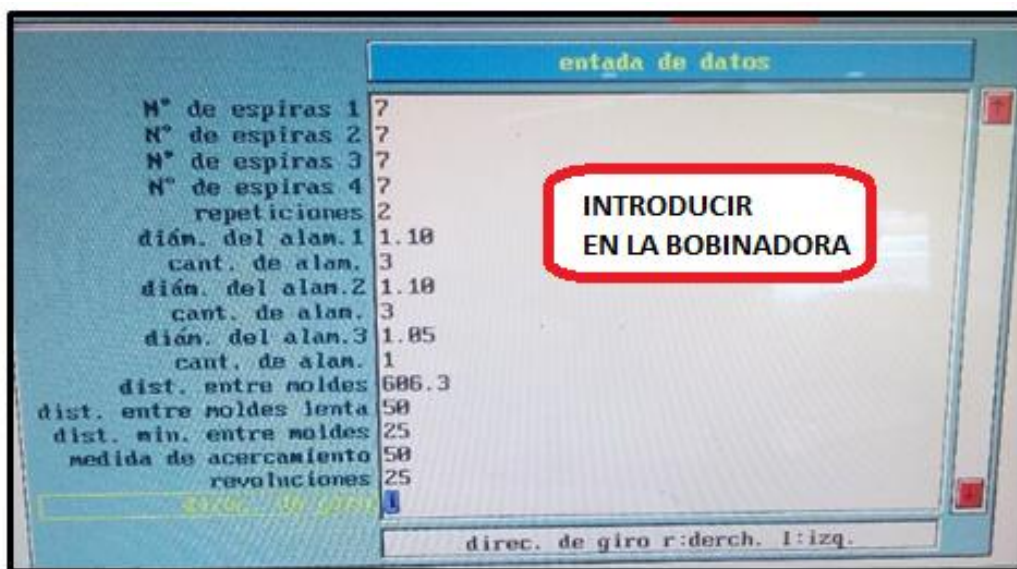 entada de datos
N° de espiras 1 7
N° de espiras 2 7
N° de espiras 3 7
N° de espiras 4 7
repeticiones 2
diám. del alam.1 1.10
cant. de alam. 3
diám. del alam.2 1.10
cant. de alam. 3
diám. del alam.3 1.05
cant. de alam. 1
dist. entre moldes 606.3
dist. entre moldes lenta 50
dist. min. entre moldes 25
medida de acercamiento 50
revoluciones 25
direc. de giro l
direc. de giro r:derch. l:izq.
INTRODUCIR
EN LA BOBINADORA